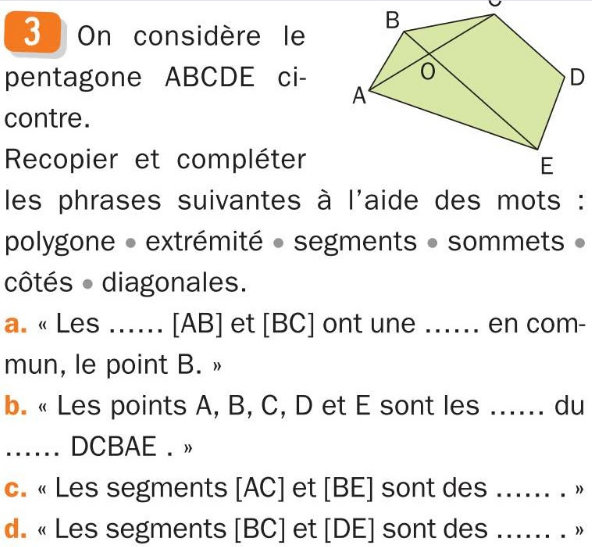 3 On considère le
pentagone ABCDE ci-
contre.
Recopier et compléter
les phrases suivantes à l'aide des mots :
polygone • extrémité • segments • sommets •
côtés • diagonales.
a. « Les ...... [AB] et [BC] ont une ...... en com-
mun, le point B. »
b. « Les points A, B, C, D et E sont les ...... du
...... DCBAE . »
c. « Les segments [AC] et [BE] sont des ...... . »
d. « Les segments [BC] et [DE] sont des ...... . »
B
O
D
A
E